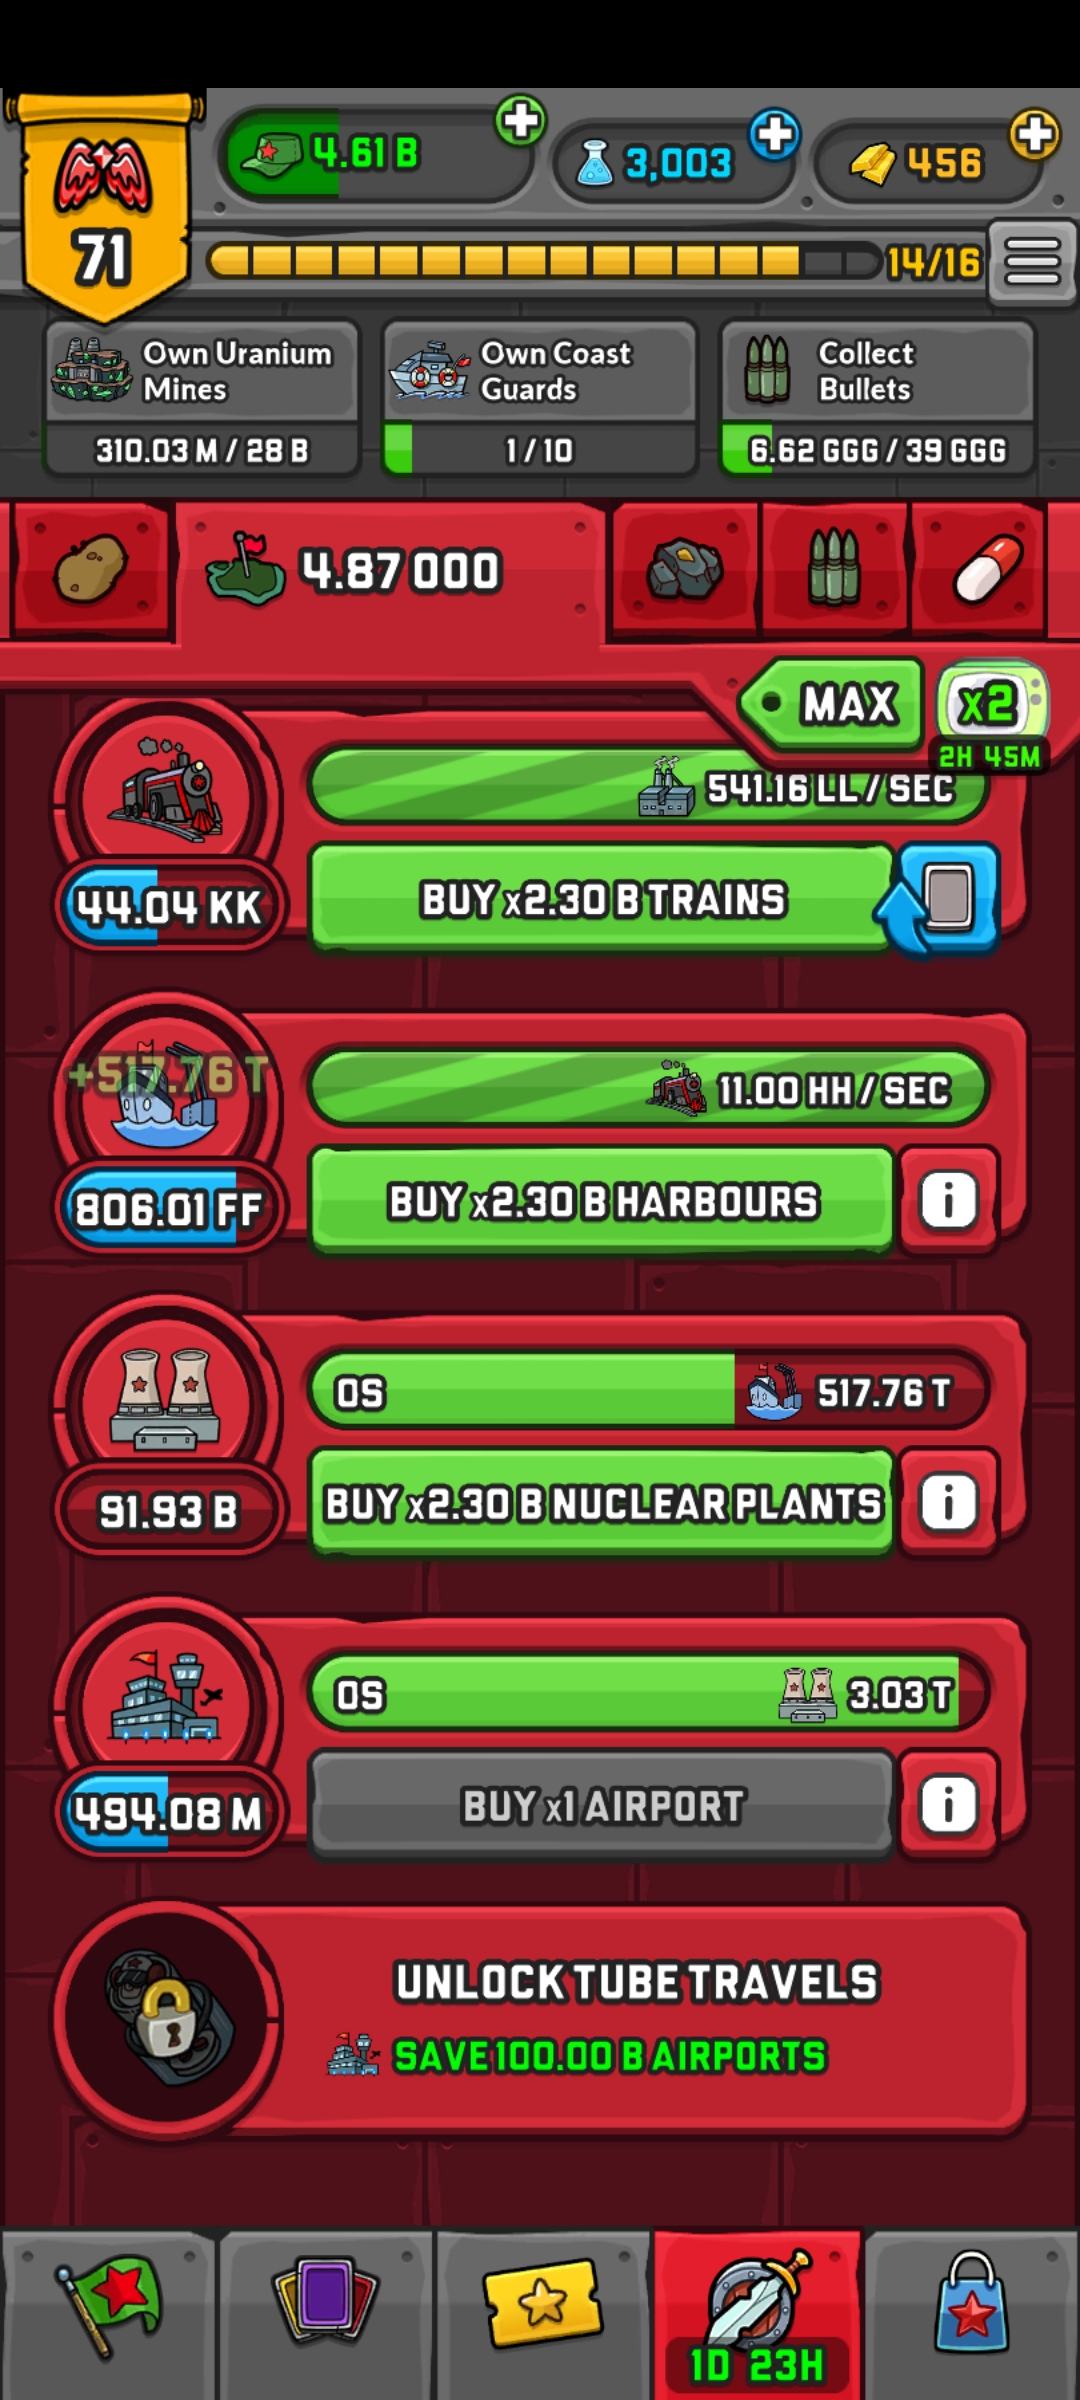 4.61 B
3,003
456
71
14/16
Own Uranium
Mines
310.03 M / 28 B
Own Coast
Guards
1 / 10
Collect
Bullets
6.62 GGG / 39 GGG
4.87 OOO
MAX
x2
2H 45M
541.16 LL / SEC
44.04 KK
BUY x2.30 B TRAINS
+517.76 T
11.00 HH / SEC
806.01 FF
BUY x2.30 B HARBOURS
i
0S
517.76 T
91.93 B
BUY x2.30 B NUCLEAR PLANTS
i
0S
3.03 T
494.08 M
BUY x1 AIRPORT
i
UNLOCK TUBE TRAVELS
SAVE 100.00 B AIRPORTS
1D 23H